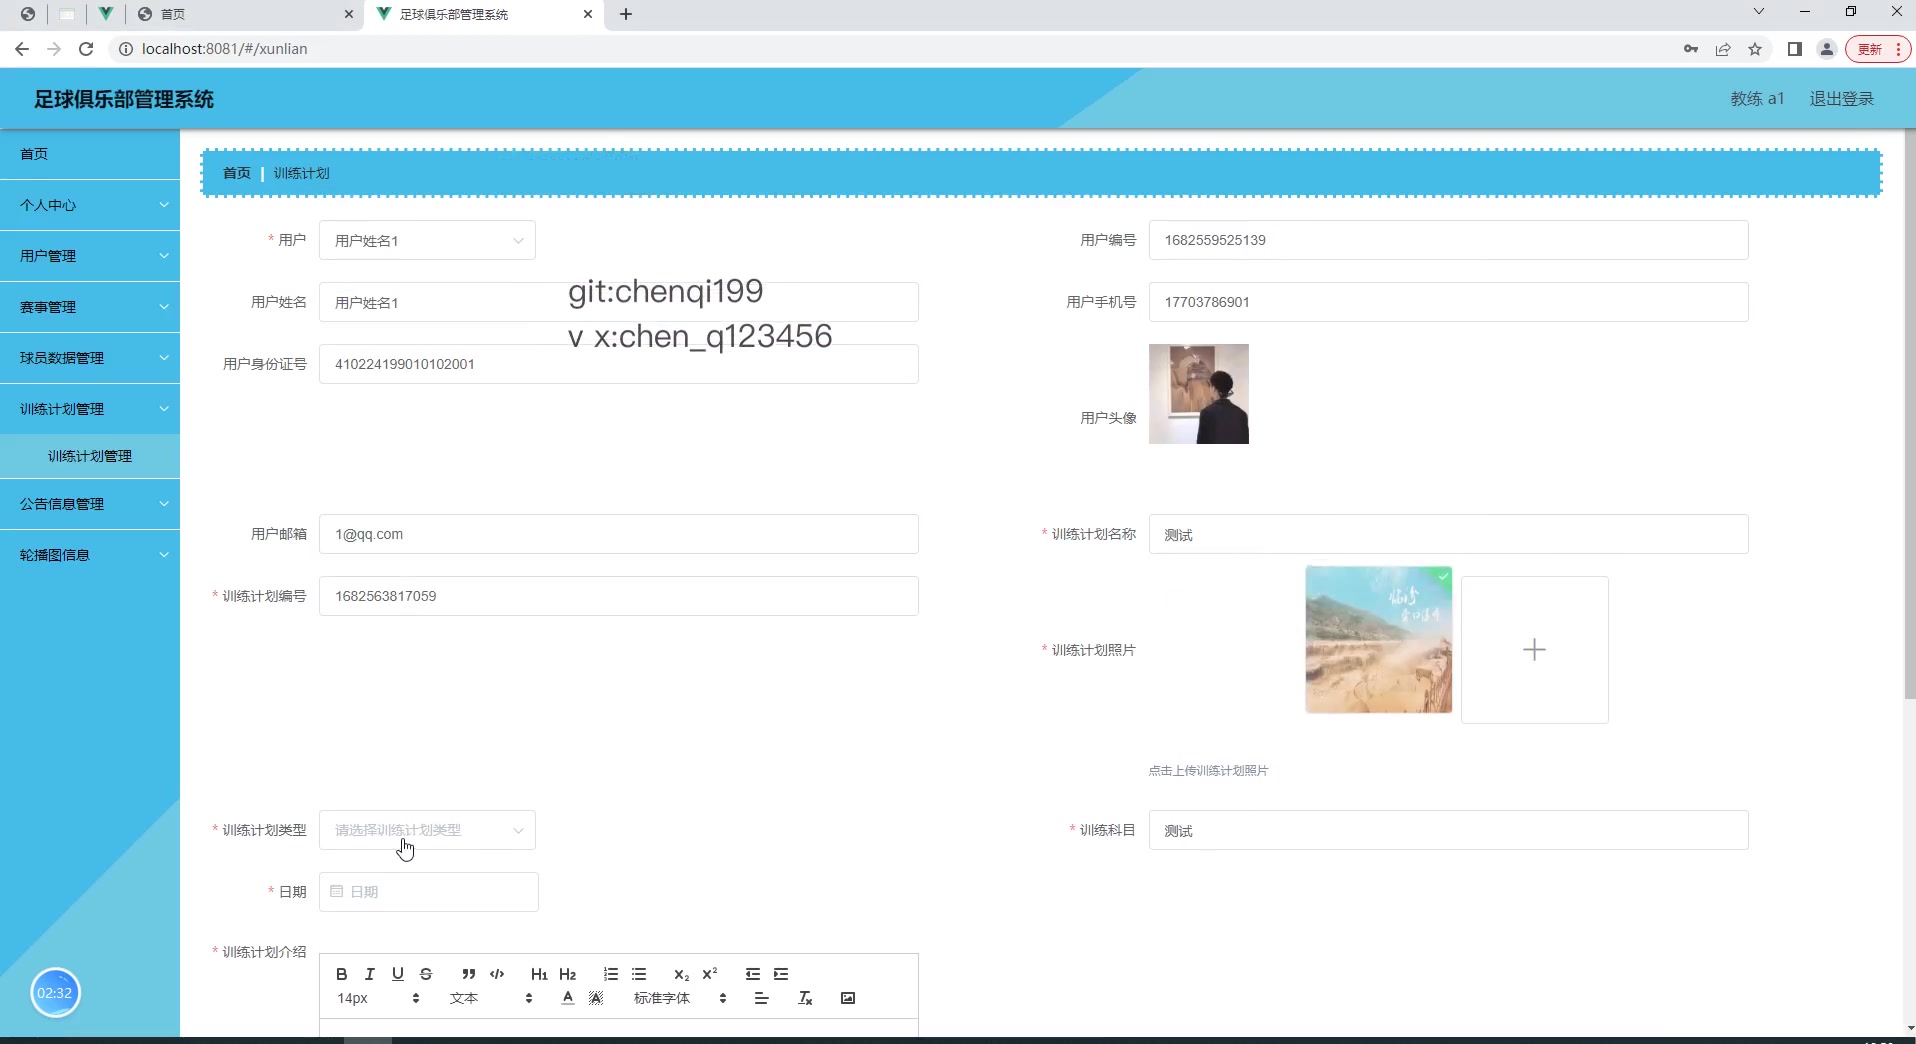 首页
足球俱乐部管理系统
localhost:8081/#/xunlian
更新
足球俱乐部管理系统
教练 a1
退出登录
首页
个人中心
用户管理
赛事管理
球员数据管理
训练计划管理
训练计划管理
公告信息管理
轮播图信息
02:32
首页
训练计划
* 用户
用户姓名1
用户编号
1682559525139
用户姓名
用户姓名1
git:chenqi199
v x:chen_q123456
用户手机号
17703786901
用户身份证号
410224199010102001
用户头像
用户邮箱
1@qq.com
* 训练计划名称
测试
* 训练计划编号
1682563817059
* 训练计划照片
点击上传训练计划照片
* 训练计划类型
请选择训练计划类型
* 训练科目
测试
* 日期
日期
* 训练计划介绍
B I U S H1 H2 X2 X2
14px 文本 A A 标准字体